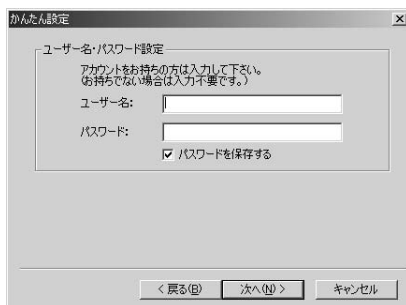 かんたん設定
ユーザー名・パスワード設定
アカウントをお持ちの方は入力して下さい。
(お持ちでない場合は入力不要です。)
ユーザー名:
パスワード:
パスワードを保存する
< 戻る(B)
次へ(N) >
キャンセル